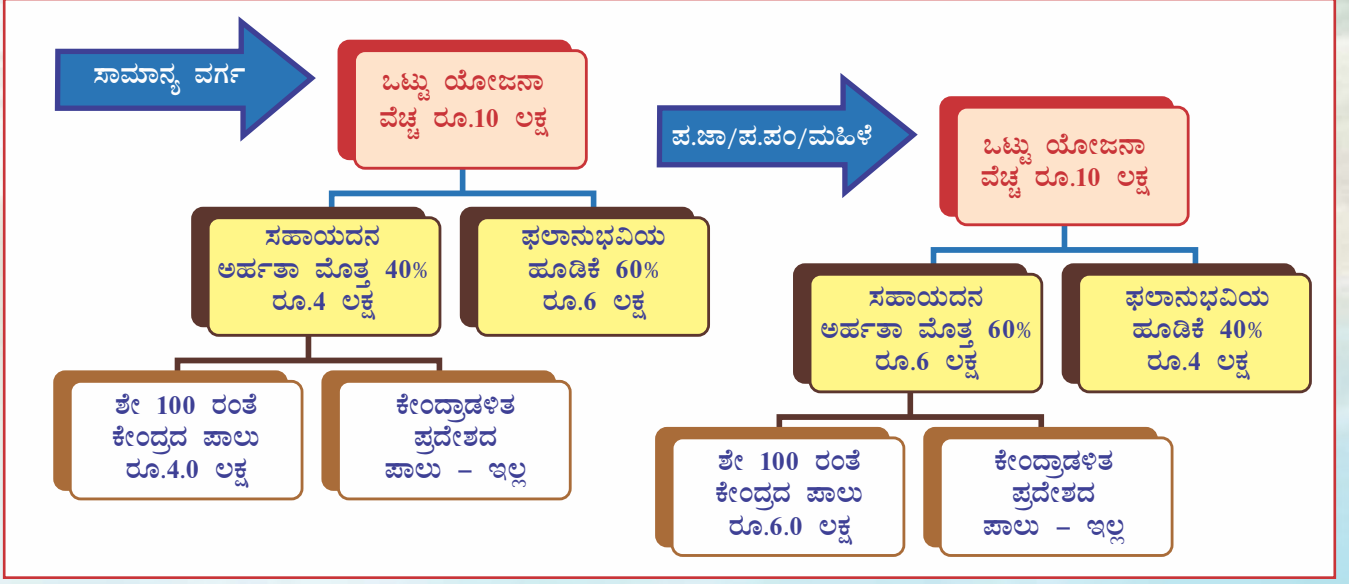 ಸಾಮಾನ್ಯ ವರ್ಗ
ಒಟ್ಟು ಯೋಜನಾ
ವೆಚ್ಚ ರೂ.10 ಲಕ್ಷ
ಸಹಾಯದನ
ಅರ್ಹತಾ ಮೊತ್ತ 40%
ರೂ.4 ಲಕ್ಷ
ಫಲಾನುಭವಿಯ
ಹೂಡಿಕೆ 60%
ರೂ.6 ಲಕ್ಷ
ಶೇ 100 ರಂತೆ
ಕೇಂದ್ರದ ಪಾಲು
ರೂ.4.0 ಲಕ್ಷ
ಕೇಂದ್ರಾಡಳಿತ
ಪ್ರದೇಶದ
ಪಾಲು – ಇಲ್ಲ
ಪ.ಜಾ/ಪ.ಪಂ/ಮಹಿಳೆ
ಒಟ್ಟು ಯೋಜನಾ
ವೆಚ್ಚ ರೂ.10 ಲಕ್ಷ
ಸಹಾಯದನ
ಅರ್ಹತಾ ಮೊತ್ತ 60%
ರೂ.6 ಲಕ್ಷ
ಫಲಾನುಭವಿಯ
ಹೂಡಿಕೆ 40%
ರೂ.4 ಲಕ್ಷ
ಶೇ 100 ರಂತೆ
ಕೇಂದ್ರದ ಪಾಲು
ರೂ.6.0 ಲಕ್ಷ
ಕೇಂದ್ರಾಡಳಿತ
ಪ್ರದೇಶದ
ಪಾಲು – ಇಲ್ಲ